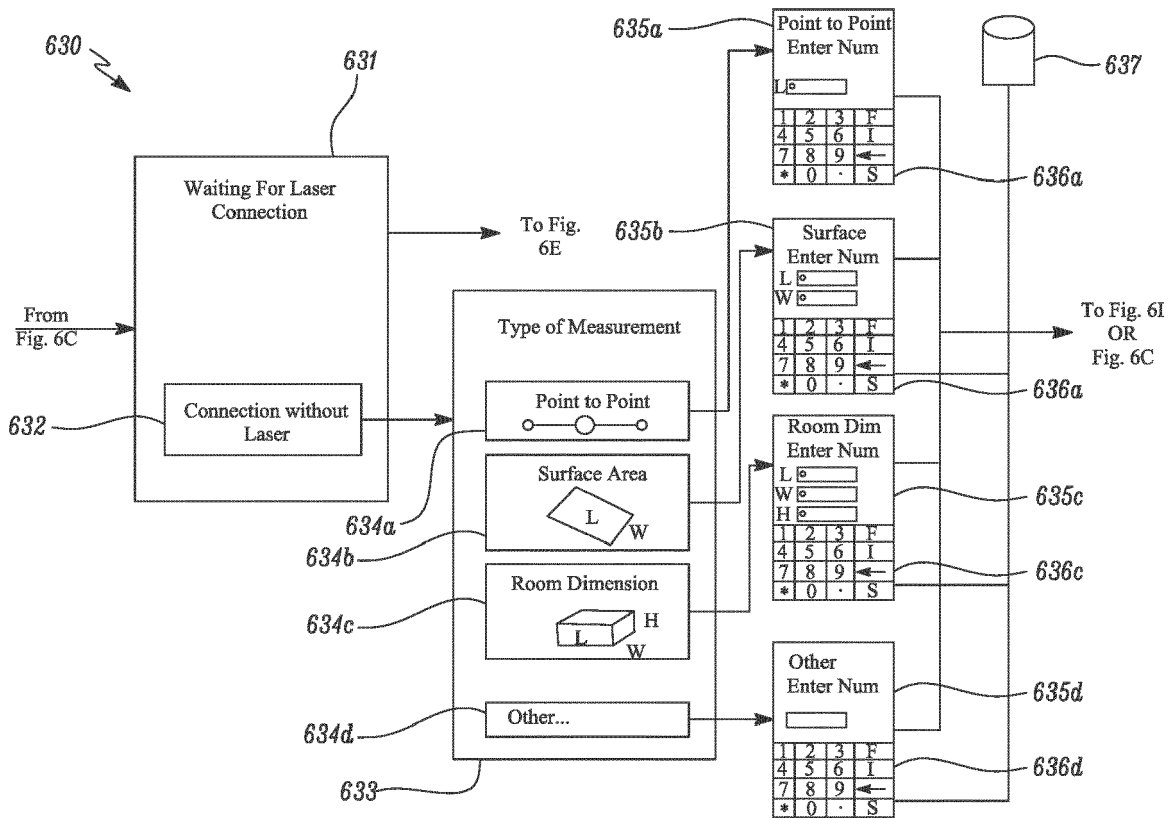 630
631
Waiting For Laser
Connection
From
Fig. 6C
632
Connection without
Laser
To Fig.
6E
Type of Measurement
Point to Point
634a
Surface Area
L
W
634b
Room Dimension
H
L
W
634c
Other...
634d
633
635a
Point to Point
Enter Num
L
1 2 3 F
4 5 6 I
7 8 9 ←
* 0 · S
636a
637
635b
Surface
Enter Num
L
W
1 2 3 F
4 5 6 I
7 8 9 ←
* 0 · S
636a
To Fig. 6I
OR
Fig. 6C
Room Dim
Enter Num
L
W
H
635c
1 2 3 F
4 5 6 I
7 8 9 ←
* 0 · S
636c
Other
Enter Num
635d
1 2 3 F
4 5 6 I
7 8 9 ←
* 0 · S
636d